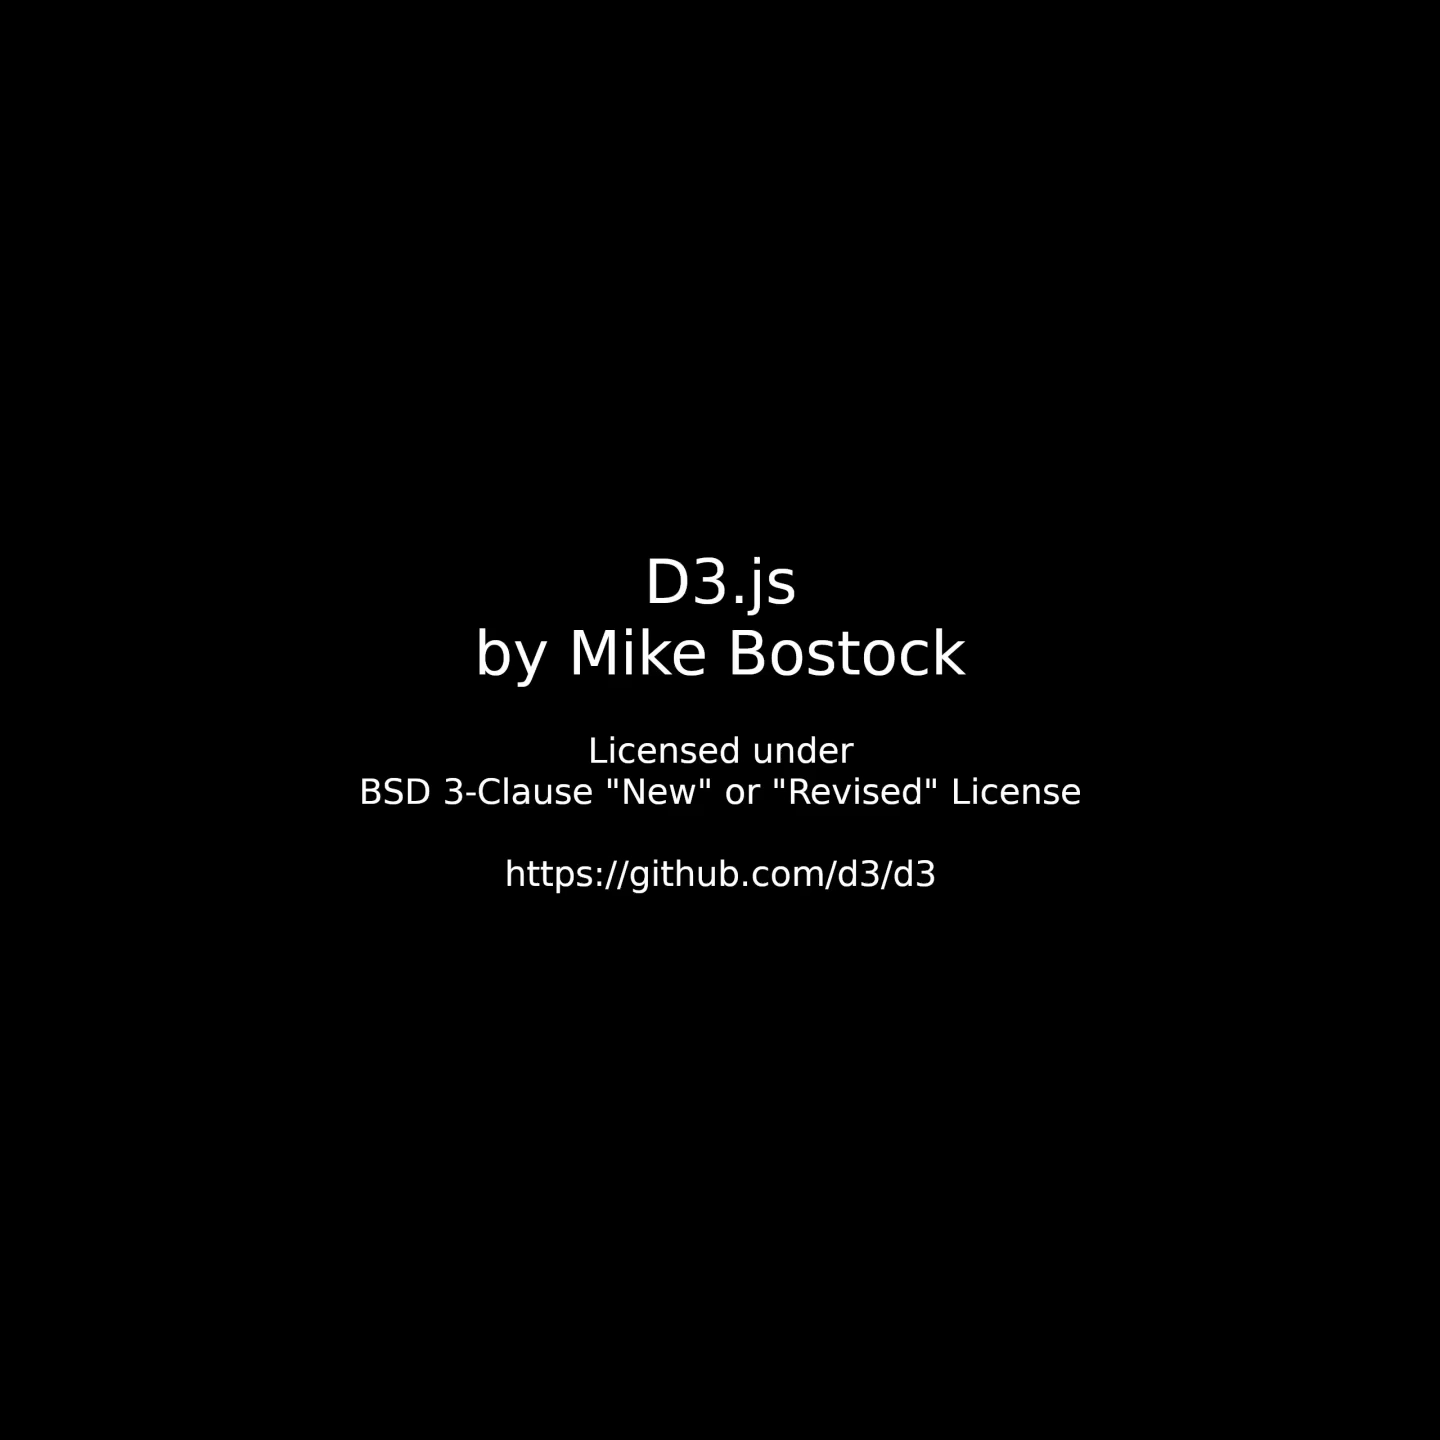 D3.js
by Mike Bostock
Licensed under
BSD 3-Clause "New" or "Revised" License
https://github.com/d3/d3